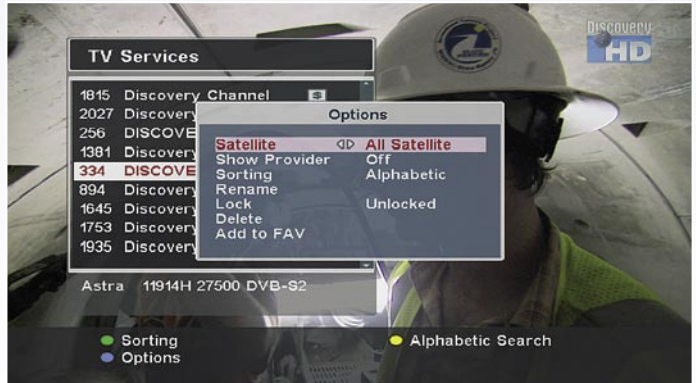 Discovery
HD
TV Services
1815 Discovery Channel S
2027 Discovery
256 DISCOVE
1381 Discovery
334 DISCOVE
894 Discovery
1645 Discovery
1753 Discovery
1935 Discovery
Options
Satellite All Satellite
Show Provider Off
Sorting Alphabetic
Rename
Lock Unlocked
Delete
Add to FAV
Astra 11914H 27500 DVB-S2
Sorting
Options
Alphabetic Search